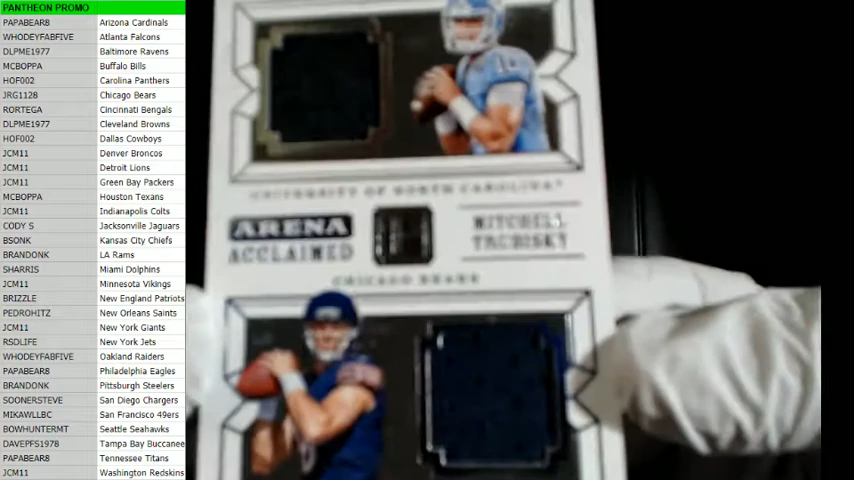 PANTHEON PROMO
PAPABEAR8 Arizona Cardinals
WHODEYFABFIVE Atlanta Falcons
DLPME1977 Baltimore Ravens
MCBOPPA Buffalo Bills
HOF002 Carolina Panthers
JRG1128 Chicago Bears
RORTEGA Cincinnati Bengals
DLPME1977 Cleveland Browns
HOF002 Dallas Cowboys
JCM11 Denver Broncos
JCM11 Detroit Lions
JCM11 Green Bay Packers
MCBOPPA Houston Texans
JCM11 Indianapolis Colts
CODY S Jacksonville Jaguars
BSONK Kansas City Chiefs
BRANDONK LA Rams
SHARRIS Miami Dolphins
JCM11 Minnesota Vikings
BRIZZLE New England Patriots
PEDROHITZ New Orleans Saints
JCM11 New York Giants
RSDLIFE New York Jets
WHODEYFABFIVE Oakland Raiders
PAPABEAR8 Philadelphia Eagles
BRANDONK Pittsburgh Steelers
SOONERSTEVE San Diego Chargers
MIKAWLLBC San Francisco 49ers
BOWHUNTERMT Seattle Seahawks
DAVEPFS1978 Tampa Bay Buccanee
PAPABEAR8 Tennessee Titans
JCM11 Washington Redskins
UNIVERSITY OF NORTH CAROLINA
ARENA
ACCLAIMED
MITCHELL
TRUBISKY
CHICAGO BEARS